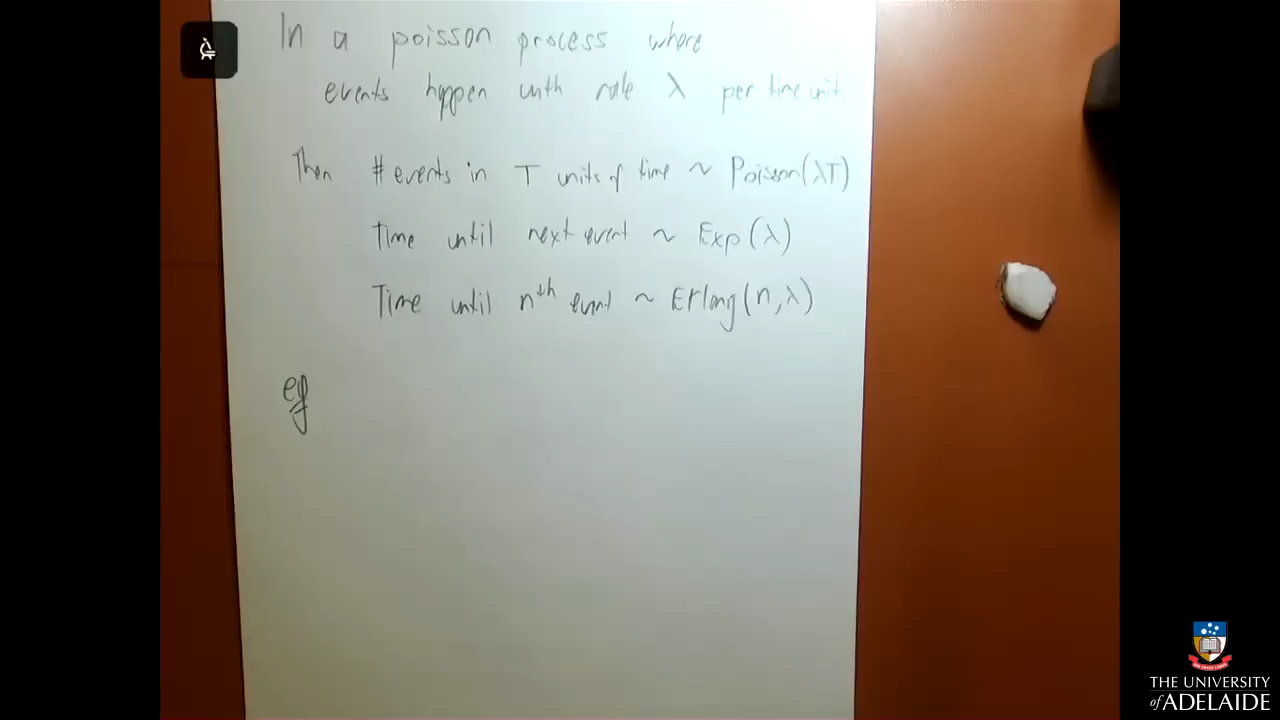 In a poisson process where
events happen with rate λ per time unit.
Then # events in T units of time ~ Poisson(λT)
Time until next event ~ Exp(λ)
Time until nth event ~ Erlang(n,λ)
eg
THE UNIVERSITY
of ADELAIDE